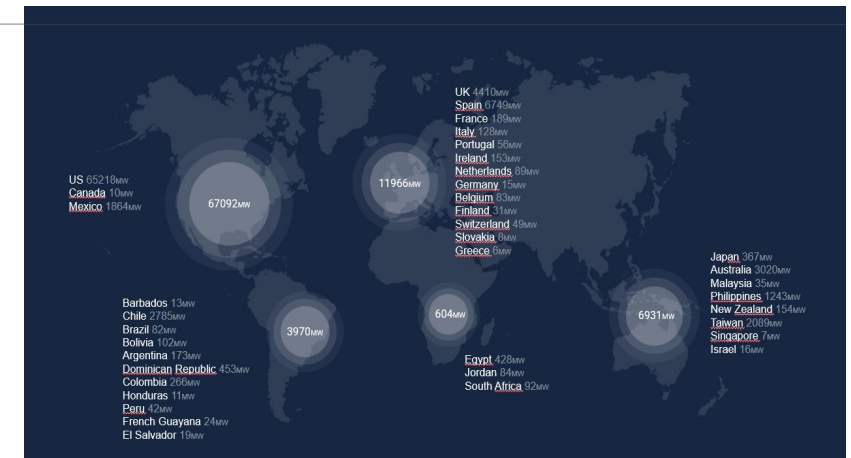 UK 4410MW
Spain 6749MW
France 189MW
Italy 128MW
Portugal 56MW
Ireland 153MW
Netherlands 89MW
Germany 15MW
Belgium 83MW
Finland 31MW
Switzerland 49MW
Slovakia 8MW
Greece 6MW
11966MW
US 65218MW
Canada 10MW
Mexico 1864MW
67092MW
Japan 367MW
Australia 3020MW
Malaysia 35MW
Philippines 1243MW
New Zealand 154MW
Taiwan 2089MW
Singapore 7MW
Israel 16MW
6931MW
Barbados 13MW
Chile 2785MW
Brazil 82MW
Bolivia 102MW
Argentina 173MW
Dominican Republic 453MW
Colombia 266MW
Honduras 11MW
Peru 42MW
French Guayana 24MW
El Salvador 19MW
3970MW
604MW
Egypt 428MW
Jordan 84MW
South Africa 92MW